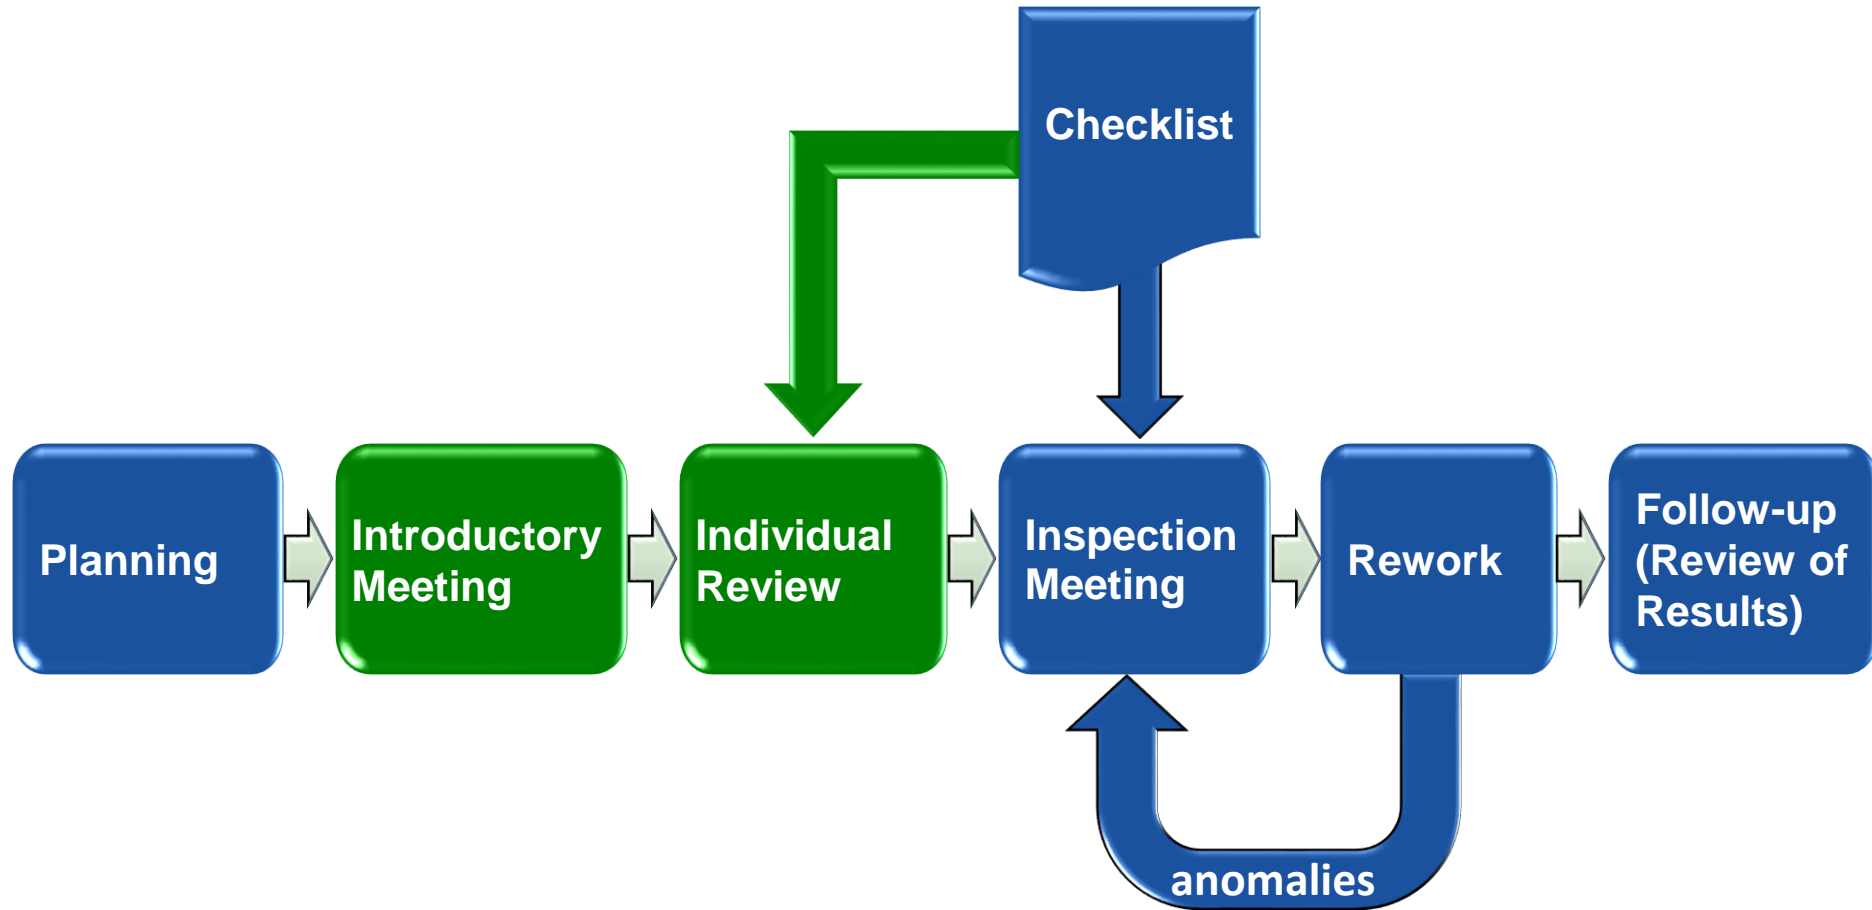 Checklist
Planning
Introductory
Meeting
Individual
Review
Inspection
Meeting
Rework
Follow-up
(Review of
Results)
anomalies